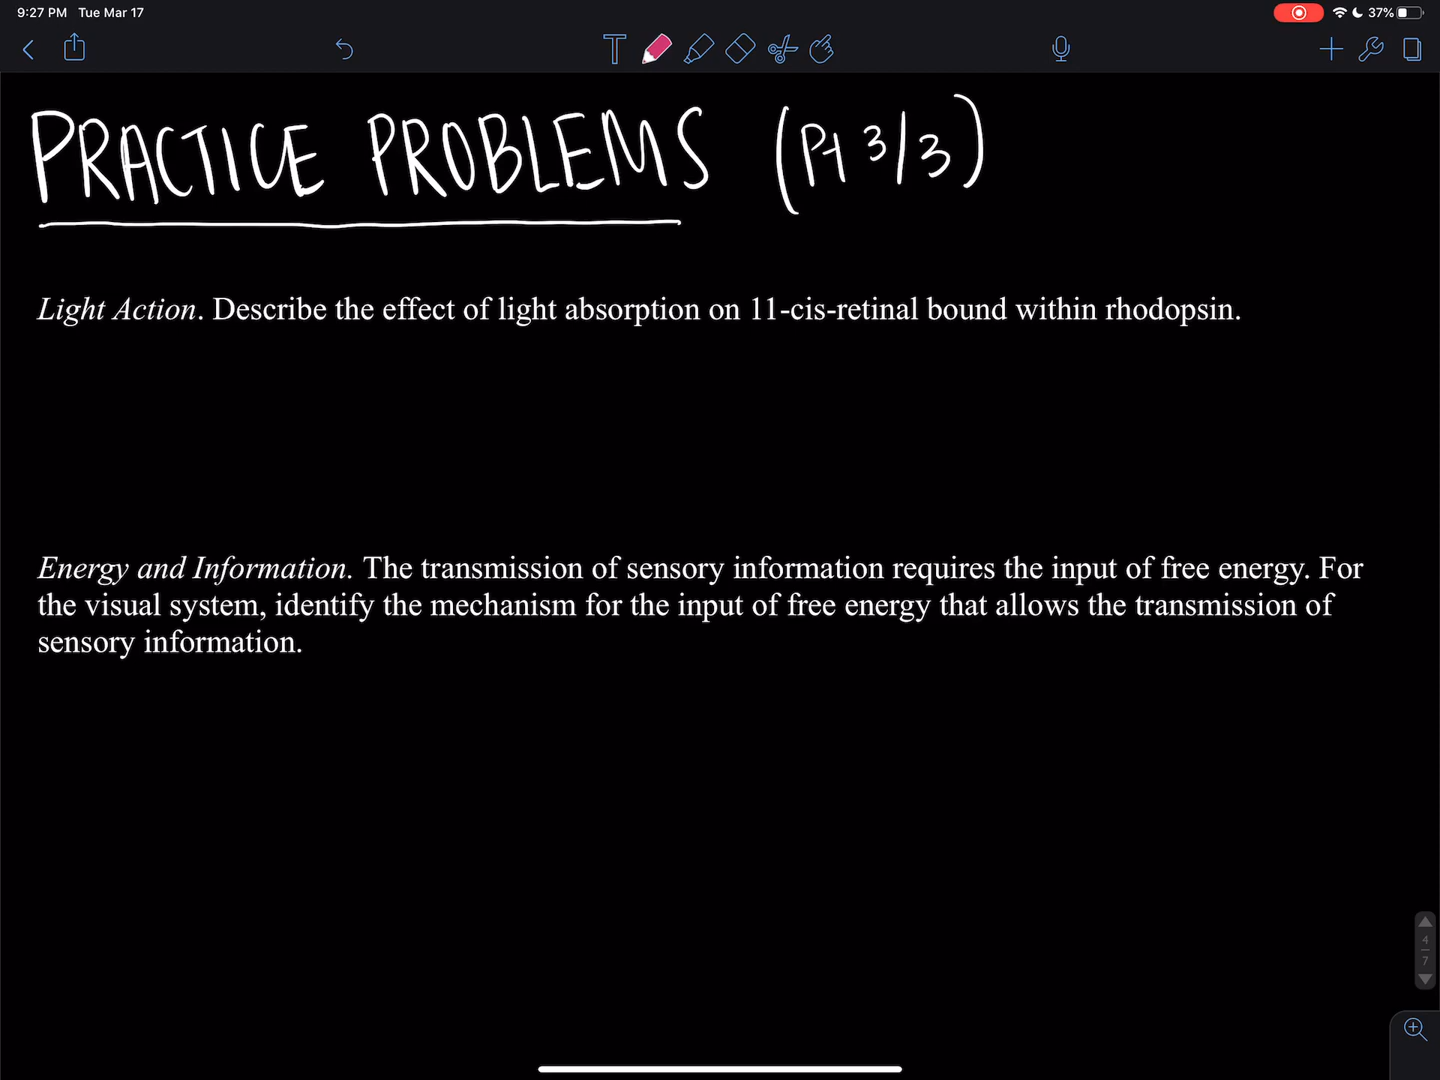 9:27 PM Tue Mar 17
37%
PRACTICE PROBLEMS (Pt 3/3)
Light Action. Describe the effect of light absorption on 11-cis-retinal bound within rhodopsin.
Energy and Information. The transmission of sensory information requires the input of free energy. For
the visual system, identify the mechanism for the input of free energy that allows the transmission of
sensory information.
4
7